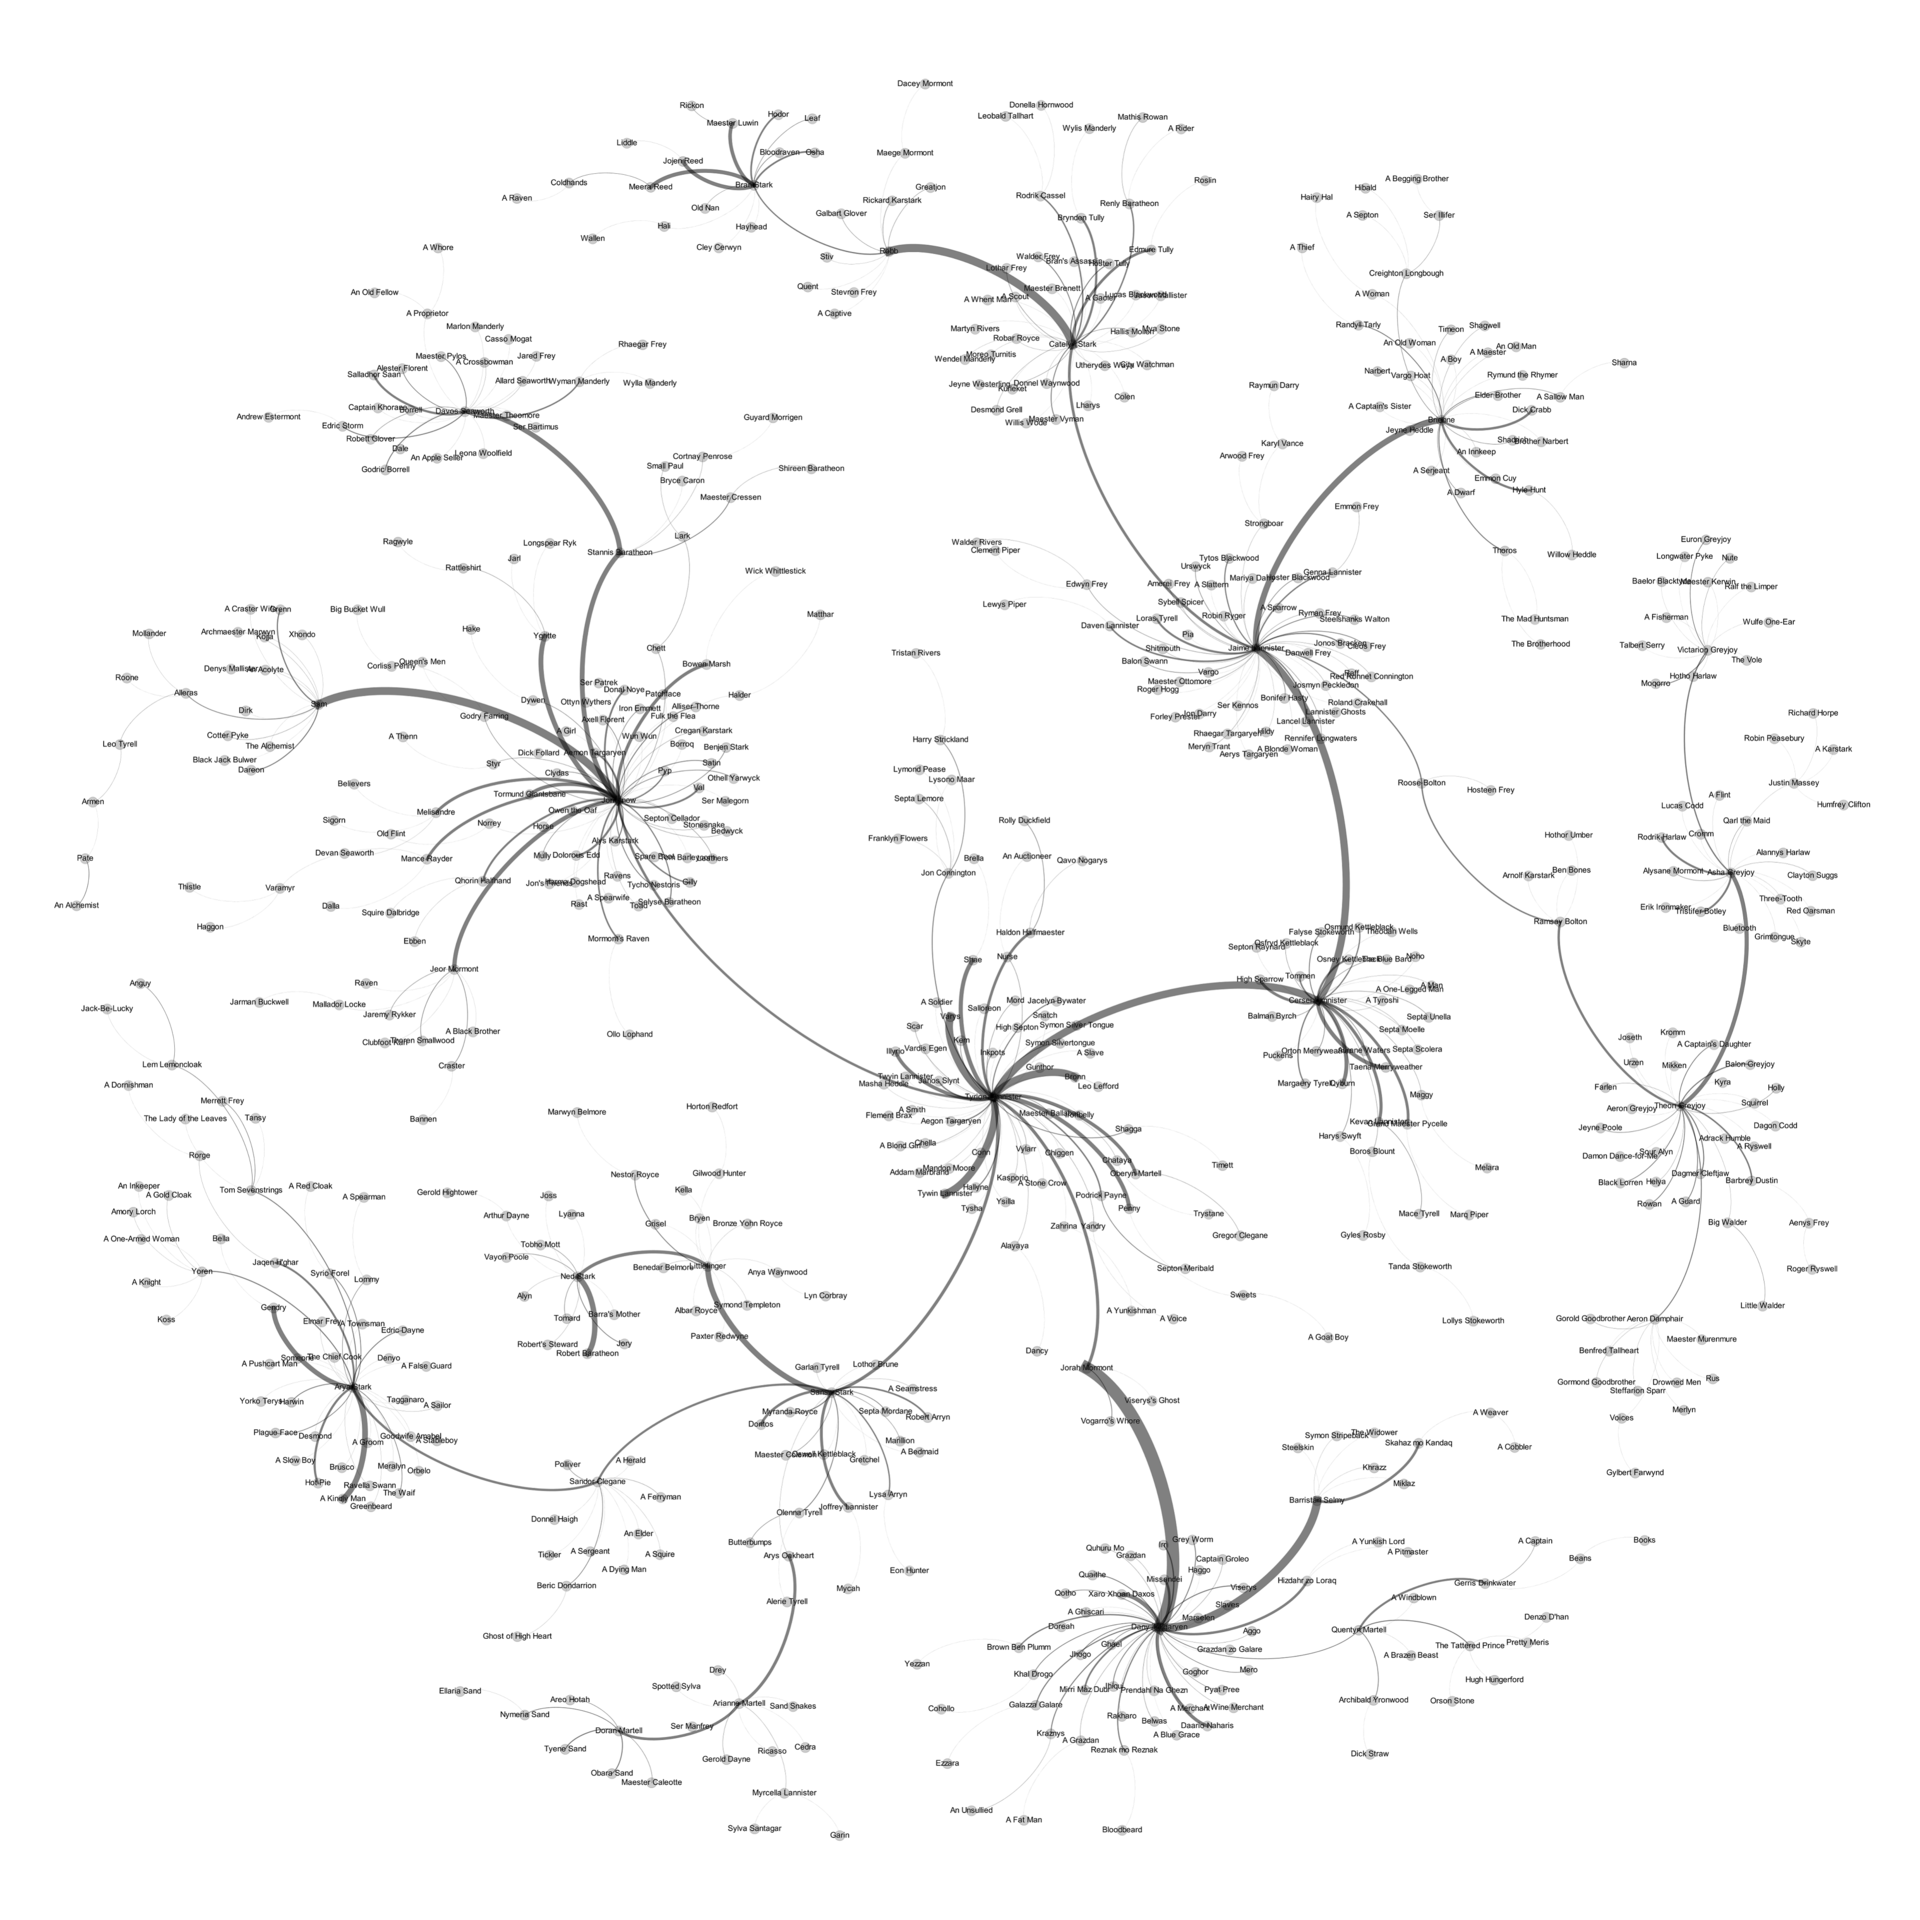 Dacey Mormont
Rickon
Maester Luwin
Hodor
Leaf
Donella Hornwood
Leobald Tallhart
Wylis Manderly
Mathis Rowan
A Rider
Liddle
Jojen Reed
Bloodraven
Osha
Maege Mormont
Coldhands
Meera Reed
Bran Stark
Greatjon
Rickard Karstark
Galbart Glover
A Raven
Old Nan
Hali
Hayhead
Wallen
Cley Cerwyn
Robb
Stiv
Quent
Stevron Frey
A Captive
Rodrik Cassel
Renly Baratheon
Roslin
Brynden Tully
Edmure Tully
Walder Frey
Hoster Tully
Lothar Frey
Maester Brenett
A Whent Man
A Scout
Martyn Rivers
Robar Royce
Catelyn Stark
Hallis Mollen
Mya Stone
Wendel Manderly
Jeyne Westerling
Donnel Waynwood
Colen
Lharys
Desmond Grell
Willis Wode
Maester Vyman
Hibald
A Begging Brother
Hairy Hal
A Septon
Ser Illifer
A Thief
Creighton Longbough
A Woman
Randyll Tarly
Timeon
Shagwell
An Old Woman
A Boy
A Maester
An Old Man
Sharna
Narbert
Vargo Hoat
Rymund the Rhymer
Elder Brother
A Sallow Man
A Captain's Sister
Dick Crabb
Brienne
Jeyne Heddle
Brother Narbert
An Innkeep
A Serjeant
Emmon Cuy
A Dwarf
Hyle Hunt
Thoros
Willow Heddle
The Mad Huntsman
The Brotherhood
A Whore
An Old Fellow
A Proprietor
Marlon Manderly
Casso Mogat
Maester Pylos
A Crossbowman
Jared Frey
Rhaegar Frey
Alester Florent
Salladhor Saan
Allard Seaworth
Wyman Manderly
Wylla Manderly
Captain Khorane
Borrell
Davos Seaworth
Maester Theomore
Andrew Estermont
Edric Storm
Ser Bartimus
Robett Glover
Dale
An Apple Seller
Leona Woolfield
Godric Borrell
Guyard Morrigen
Cortnay Penrose
Small Paul
Bryce Caron
Shireen Baratheon
Maester Cressen
Lark
Stannis Baratheon
Ragwyle
Longspear Ryk
Jarl
Rattleshirt
Wick Whittlestick
Matthar
Raymun Darry
Karyl Vance
Arwood Frey
Emmon Frey
Strongboar
Walder Rivers
Clement Piper
Tytos Blackwood
Urswyck
Genna Lannister
Edwyn Frey
Amerei Frey
A Slattern
Lewys Piper
Sybell Spicer
A Sparrow
Ryman Frey
Daven Lannister
Loras Tyrell
Robin Ryger
Steelshanks Walton
Pia
Balon Swann
Shitmouth
Jaime Lannister
Jonos Bracken
Danwell Frey
Vargo
Raff
Red Ronnet Connington
Maester Ottomore
Roger Hogg
Josmyn Peckledon
Bonifer Hasty
Roland Crakehall
Ser Kennos
Lannister Ghosts
Forley Prester
Jon Darry
Lancel Lannister
Rhaegar Targaryen
Hildy
Rennifer Longwaters
Meryn Trant
Aerys Targaryen
A Blonde Woman
Roose Bolton
Hosteen Frey
Euron Greyjoy
Longwater Pyke
Nute
Baelor Blacktyde
Maester Kerwin
Ralf the Limper
A Fisherman
Wulfe One-Ear
Talbert Serry
Victarion Greyjoy
The Vole
Hotho Harlaw
Moqorro
Richard Horpe
Robin Peasebury
A Karstark
Justin Massey
Humfrey Clifton
A Flint
Lucas Codd
Qarl the Maid
Rodrik Harlaw
Cromm
Hothor Umber
Alannys Harlaw
Ben Bones
Alysane Mormont
Asha Greyjoy
Arnolf Karstark
Clayton Suggs
Three-Tooth
Erik Ironmaker
Tristifer Botley
Red Oarsman
Ramsay Bolton
Bluetooth
Grimtongue
Skyte
A Craster Wife
Grenn
Big Bucket Wull
Mollander
Archmaester Marwyn
Kojja
Xhondo
Hake
Ygritte
Denys Mallister
An Acolyte
Corliss Penny
Queen's Men
Chett
Bowen Marsh
Roone
Alleras
Sam
Dirk
Ser Patrek
Donal Noye
Patchface
Halder
Dywen
Ottyn Wythers
Iron Emmett
Alliser Thorne
Godry Farring
Axell Florent
Fulk the Flea
Leo Tyrell
Cotter Pyke
The Alchemist
A Thenn
A Girl
Wun Wun
Cregan Karstark
Borroq
Benjen Stark
Black Jack Bulwer
Dareon
Dick Follard
Aemon Targaryen
Styr
Clydas
Satin
Pyp
Othell Yarwyck
Armen
Believers
Tormund Giantsbane
Jon Snow
Val
Ser Malegorn
Melisandre
Owen the Oaf
Septon Cellador
Stonesnake
Bedwyck
Sigorn
Norrey
Horse
Old Flint
Alys Karstark
Pate
Devan Seaworth
Mance Rayder
Mully
Dolorous Edd
Spare Boot
Leathers
Thistle
Varamyr
Qhorin Halfhand
Jon's Friends
Harma Dogshead
Ravens
Tycho Nestoris
Gilly
An Alchemist
Dalla
Squire Dalbridge
Rast
A Spearwife
Toad
Selyse Baratheon
Haggon
Ebben
Mormont's Raven
Jeor Mormont
Raven
Jarman Buckwell
Mallador Locke
Jaremy Rykker
A Black Brother
Clubfoot Karl
Thoren Smallwood
Craster
Bannen
Ollo Lophand
Tristan Rivers
Harry Strickland
Lymond Pease
Lysono Maar
Septa Lemore
Rolly Duckfield
Franklyn Flowers
Brella
An Auctioneer
Qavo Nogarys
Jon Connington
Haldon Halfmaester
Shae
Nurse
A Soldier
Salloreon
Mord
Jacelyn Bywater
Varys
Snatch
Scar
High Septon
Symon Silver Tongue
Kem
Symon Silvertongue
Illyrio
Vardis Egen
Inkpots
A Slave
Gunthor
Twyin Lannister
Janos Slynt
Bronn
Masha Heddle
Leo Lefford
Tyrion Lannister
A Smith
Flement Brax
Maester Ballabar
Aegon Targaryen
Shagga
A Blond Girl
Chella
Vylarr
Colin
Chiggen
Chataya
Mandon Moore
Addam Marbrand
Oberyn Martell
Timett
Kasporio
A Stone Crow
Tywin Lannister
Hallyne
Podrick Payne
Ysilla
Penny
Tysha
Trystane
Zahrina
Yandry
Gregor Clegane
Alayaya
Septon Meribald
Sweets
A Yunkishman
A Voice
A Goat Boy
Dancy
Osmund Kettleblack
Falyse Stokeworth
Theodan Wells
Osfryd Kettleblack
Septon Raynard
Osney Kettleblack
The Blue Bard
Noho
High Sparrow
Tommen
A Man
A One-Legged Man
Cersei Lannister
A Tyroshi
Balman Byrch
Septa Unella
Septa Moelle
Puckens
Orton Merryweather
Aurane Waters
Septa Scolera
Taena Merryweather
Margaery Tyrell
Qyburn
Maggy
Kevan Lannister
Grand Maester Pycelle
Harys Swyft
Boros Blount
Melara
Mace Tyrell
Marq Piper
Gyles Rosby
Tanda Stokeworth
Lollys Stokeworth
Joseth
Kromm
A Captain's Daughter
Urzen
Mikken
Balon Greyjoy
Farlen
Kyra
Holly
Aeron Greyjoy
Theon Greyjoy
Squirrel
Jeyne Poole
Dagon Codd
Adrack Humble
A Ryswell
Damon Dance-for-Me
Sour Alyn
Dagmer Cleftjaw
Black Lorren
Helya
Barbrey Dustin
Rowan
A Guard
Big Walder
Aenys Frey
Roger Ryswell
Little Walder
Gorold Goodbrother
Aeron Damphair
Maester Murenmure
Benfred Tallheart
Gormond Goodbrother
Drowned Men
Rus
Steffarion Sparr
Merlyn
Voices
Gylbert Farwynd
Anguy
Jack-Be-Lucky
Lem Lemoncloak
A Dornishman
Merrett Frey
The Lady of the Leaves
Tansy
Rorge
An Inkeeper
Tom Sevenstrings
A Red Cloak
A Gold Cloak
A Spearman
Amory Lorch
A One-Armed Woman
Bella
Yoren
Jaqen H'ghar
Syrio Forel
Lommy
A Knight
Koss
Gendry
Elmar Frey
A Townsman
Edric Dayne
Someone
The Chief Cook
Denyo
A Pushcart Man
A False Guard
Arya Stark
Yorko Terys
Harwin
Tagganaro
A Sailor
Plague Face
Desmond
Goodwife Amabel
A Groom
A Stableboy
A Slow Boy
Brusco
Meralyn
Orbelo
Hot Pie
Ravella Swann
A Kindly Man
The Waif
Greenbeard
Marwyn Belmore
Horton Redfort
Nestor Royce
Gilwood Hunter
Kella
Gerold Hightower
Joss
Arthur Dayne
Lyanna
Bryen
Grisel
Bronze Yohn Royce
Tobho Mott
Vayon Poole
Littlefinger
Benedar Belmore
Anya Waynwood
Ned Stark
Alyn
Lyn Corbray
Barra's Mother
Symond Templeton
Tomard
Albar Royce
Robert's Steward
Jory
Paxter Redwyne
Robert Baratheon
Garlan Tyrell
Lothor Brune
Sansa Stark
A Seamstress
Myranda Royce
Septa Mordane
Dontos
Robert Arryn
Marillion
A Bedmaid
Maester Colemon
Oswell Kettleblack
Gretchel
A Herald
Polliver
Sandor Clegane
A Ferryman
Lysa Arryn
Joffrey Lannister
Olenna Tyrell
Donnel Haigh
An Elder
Butterbumps
A Sergeant
A Squire
Tickler
Arys Oakheart
A Dying Man
Eon Hunter
Beric Dondarrion
Mycah
Alerie Tyrell
Ghost of High Heart
Drey
Spotted Sylva
Ellaria Sand
Areo Hotah
Arianne Martell
Sand Snakes
Nymeria Sand
Ser Manfrey
Doran Martell
Tyene Sand
Ricasso
Cedra
Gerold Dayne
Obara Sand
Maester Caleotte
Myrcella Lannister
Sylva Santagar
Garin
Jorah Mormont
Viserys's Ghost
Vogarro's Whore
A Weaver
Symon Stripeback
The Widower
Steelskin
Skahaz mo Kandaq
A Cobbler
Khrazz
Miklaz
Barristan Selmy
Irri
Grey Worm
Quhuru Mo
Grazdan
Captain Groleo
Haggo
A Yunkish Lord
A Pitmaster
A Captain
Books
Beans
Quaithe
Missandei
Hizdahr zo Loraq
Gerris Drinkwater
Qotho
Xaro Xhoan Daxos
Viserys
A Windblown
Slaves
A Ghiscari
Marselen
Denzo D'han
Doreah
Dany Targaryen
Aggo
Quentyn Martell
Brown Ben Plumm
Ghael
Grazdan zo Galare
The Tattered Prince
Pretty Meris
Jhogo
A Brazen Beast
Yezzan
Khal Drogo
Goghor
Mero
Hugh Hungerford
Mirri Maz Duur
Jhiqui
Prendahl Na Ghezn
Pyat Pree
Archibald Yronwood
Orson Stone
Cohollo
Galazza Galare
A Merchant
A Wine Merchant
Rakharo
Belwas
Daario Naharis
Kraznys
A Grazdan
A Blue Grace
Reznak mo Reznak
Dick Straw
Ezzara
An Unsullied
A Fat Man
Bloodbeard